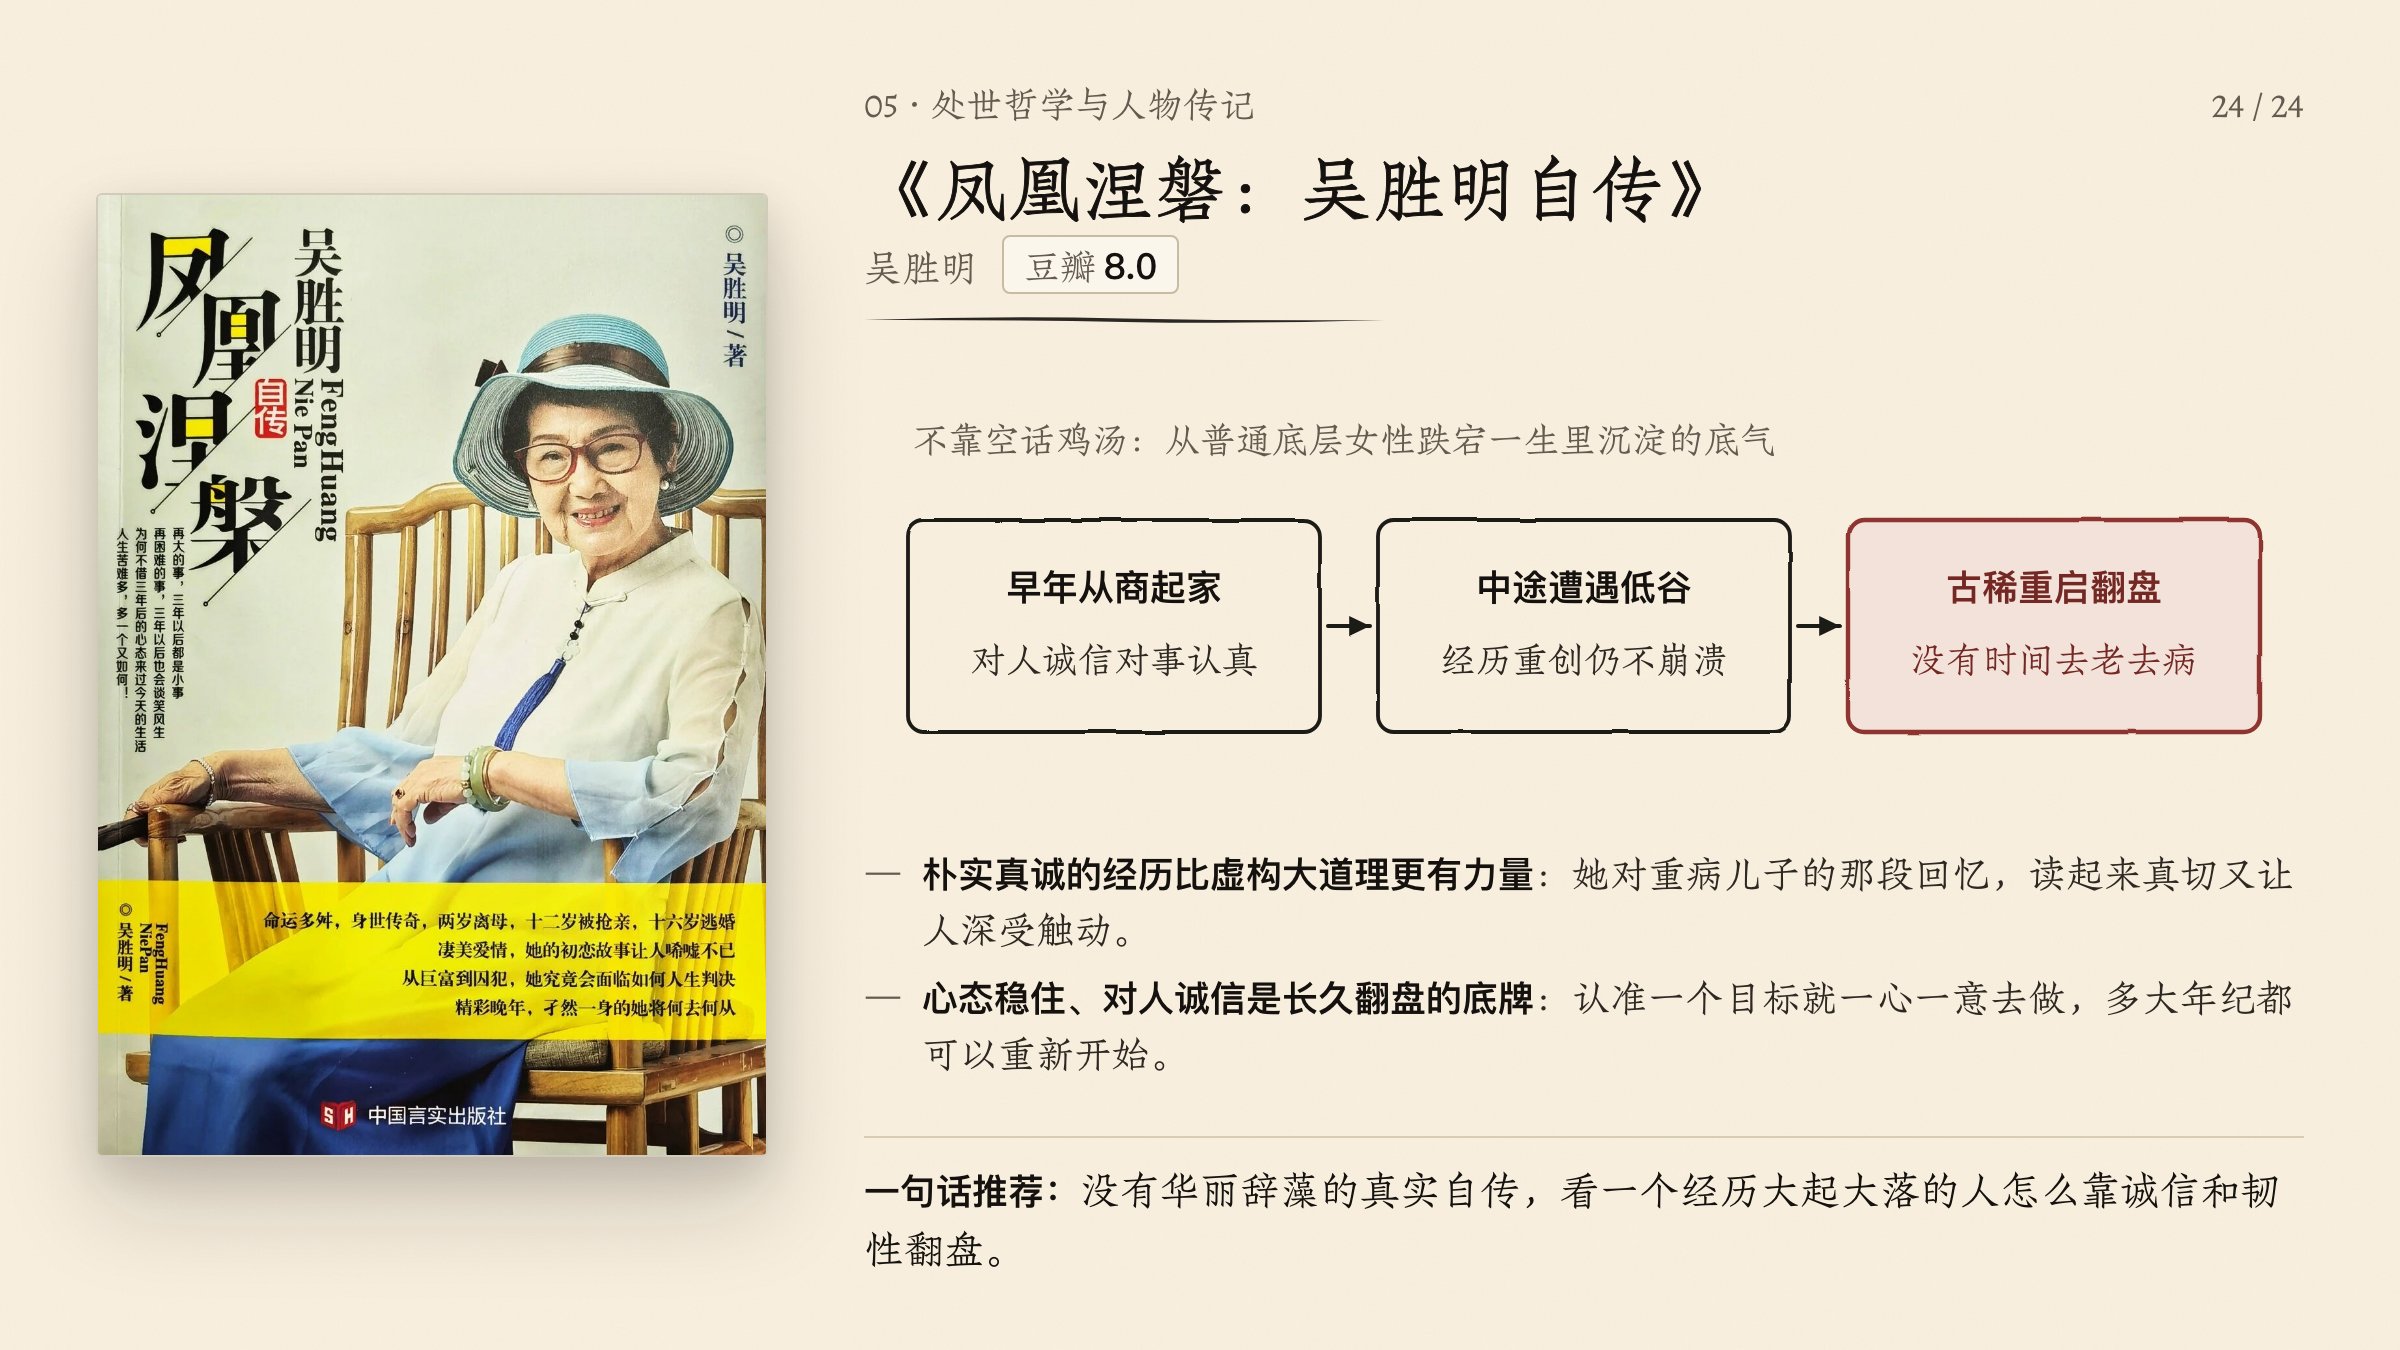 05 · 处世哲学与人物传记
24 / 24
《凤凰涅磐：吴胜明自传》
吴胜明 豆瓣 8.0
不靠空话鸡汤：从普通底层女性跌宕一生里沉淀的底气
早年从商起家
对人诚信对事认真
中途遭遇低谷
经历重创仍不崩溃
古稀重启翻盘
没有时间去老去病
— 朴实真诚的经历比虚构大道理更有力量：她对重病儿子的那段回忆，读起来真切又让
人深受触动。
— 心态稳住、对人诚信是长久翻盘的底牌：认准一个目标就一心一意去做，多大年纪都
可以重新开始。
一句话推荐：没有华丽辞藻的真实自传，看一个经历大起大落的人怎么靠诚信和韧
性翻盘。
凤凰涅槃
吴胜明
自传
FengHuang
Nie Pan
◎吴胜明/著
再大的事，三年以后都是小事
再困难的事，三年以后也会谈笑风生
为何不借三年后的心态来过今天的生活
人生苦难多，多一个又如何！
命运多舛，身世传奇，两岁离母，十二岁被抢亲，十六岁逃婚
凄美爱情，她的初恋故事让人唏嘘不已
从巨富到囚犯，她究竟会面临如何人生判决
精彩晚年，孑然一身的她将何去何从
FengHuang
NiePan
◎吴胜明/著
SH 中国言实出版社